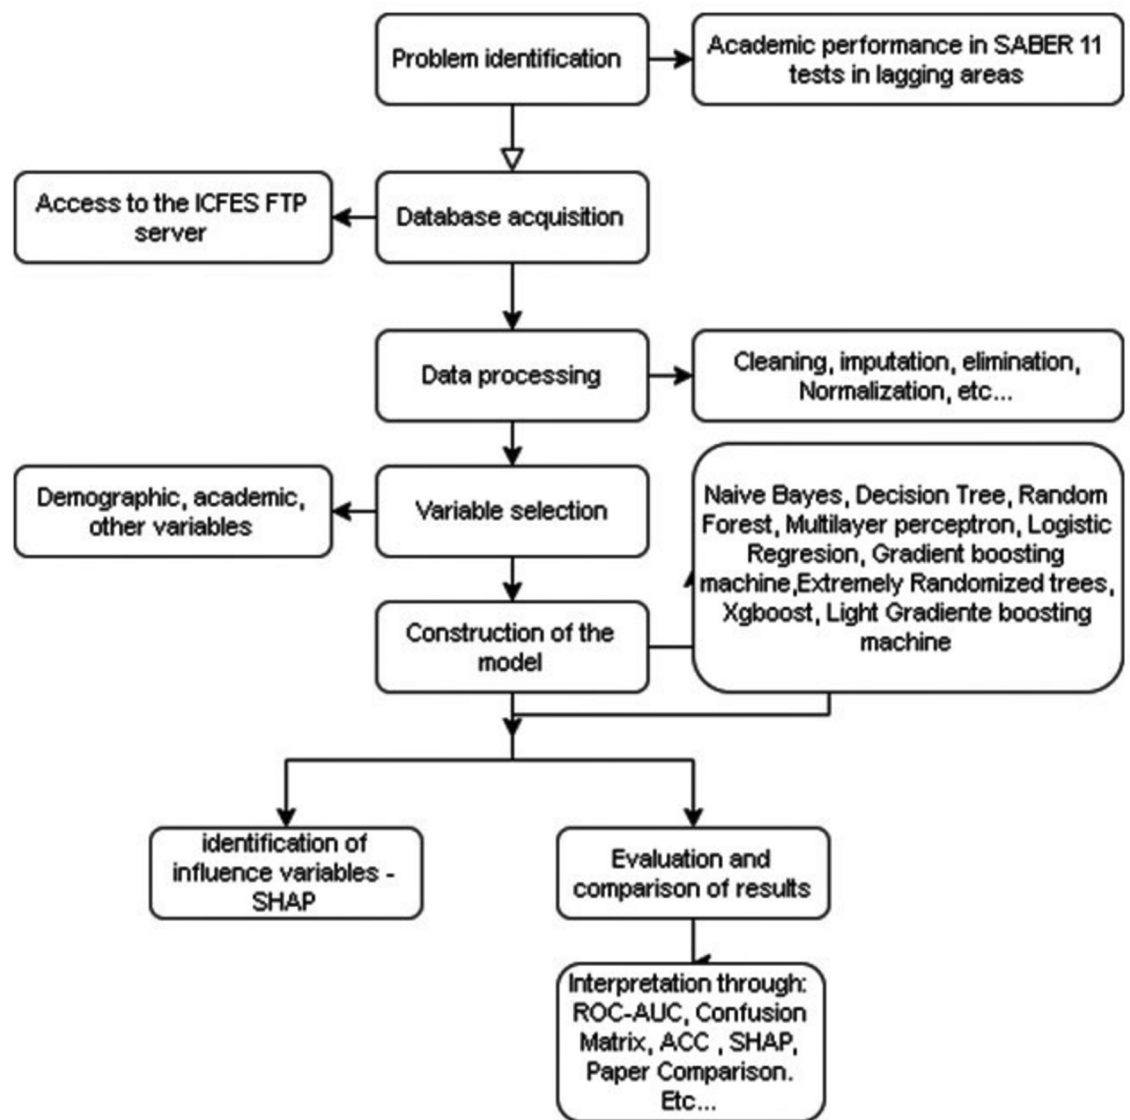 Problem identification
Academic performance in SABER 11
tests in lagging areas
Access to the ICFES FTP
server
Database acquisition
Data processing
Cleaning, imputation, elimination,
Normalization, etc...
Demographic, academic,
other variables
Variable selection
Naive Bayes, Decision Tree, Random
Forest, Multilayer perceptron, Logistic
Regresion, Gradient boosting
machine,Extremely Randomized trees,
Xgboost, Light Gradiente boosting
machine
Construction of the
model
identification of
influence variables -
SHAP
Evaluation and
comparison of results
Interpretation through:
ROC-AUC, Confusion
Matrix, ACC , SHAP,
Paper Comparison.
Etc...